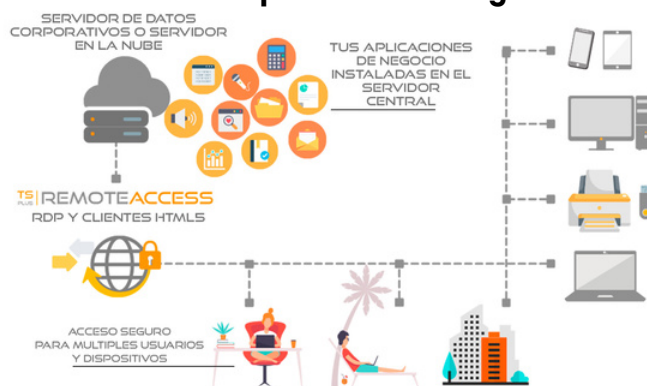 SERVIDOR DE DATOS
CORPORATIVOS O SERVIDOR
EN LA NUBE
TUS APLICACIONES
DE NEGOCIO
INSTALADAS EN EL
SERVIDOR
CENTRAL
TS PLUS | REMOTEACCESS
RDP Y CLIENTES HTML5
ACCESO SEGURO
PARA MULTIPLES USUARIOS
Y DISPOSITIVOS